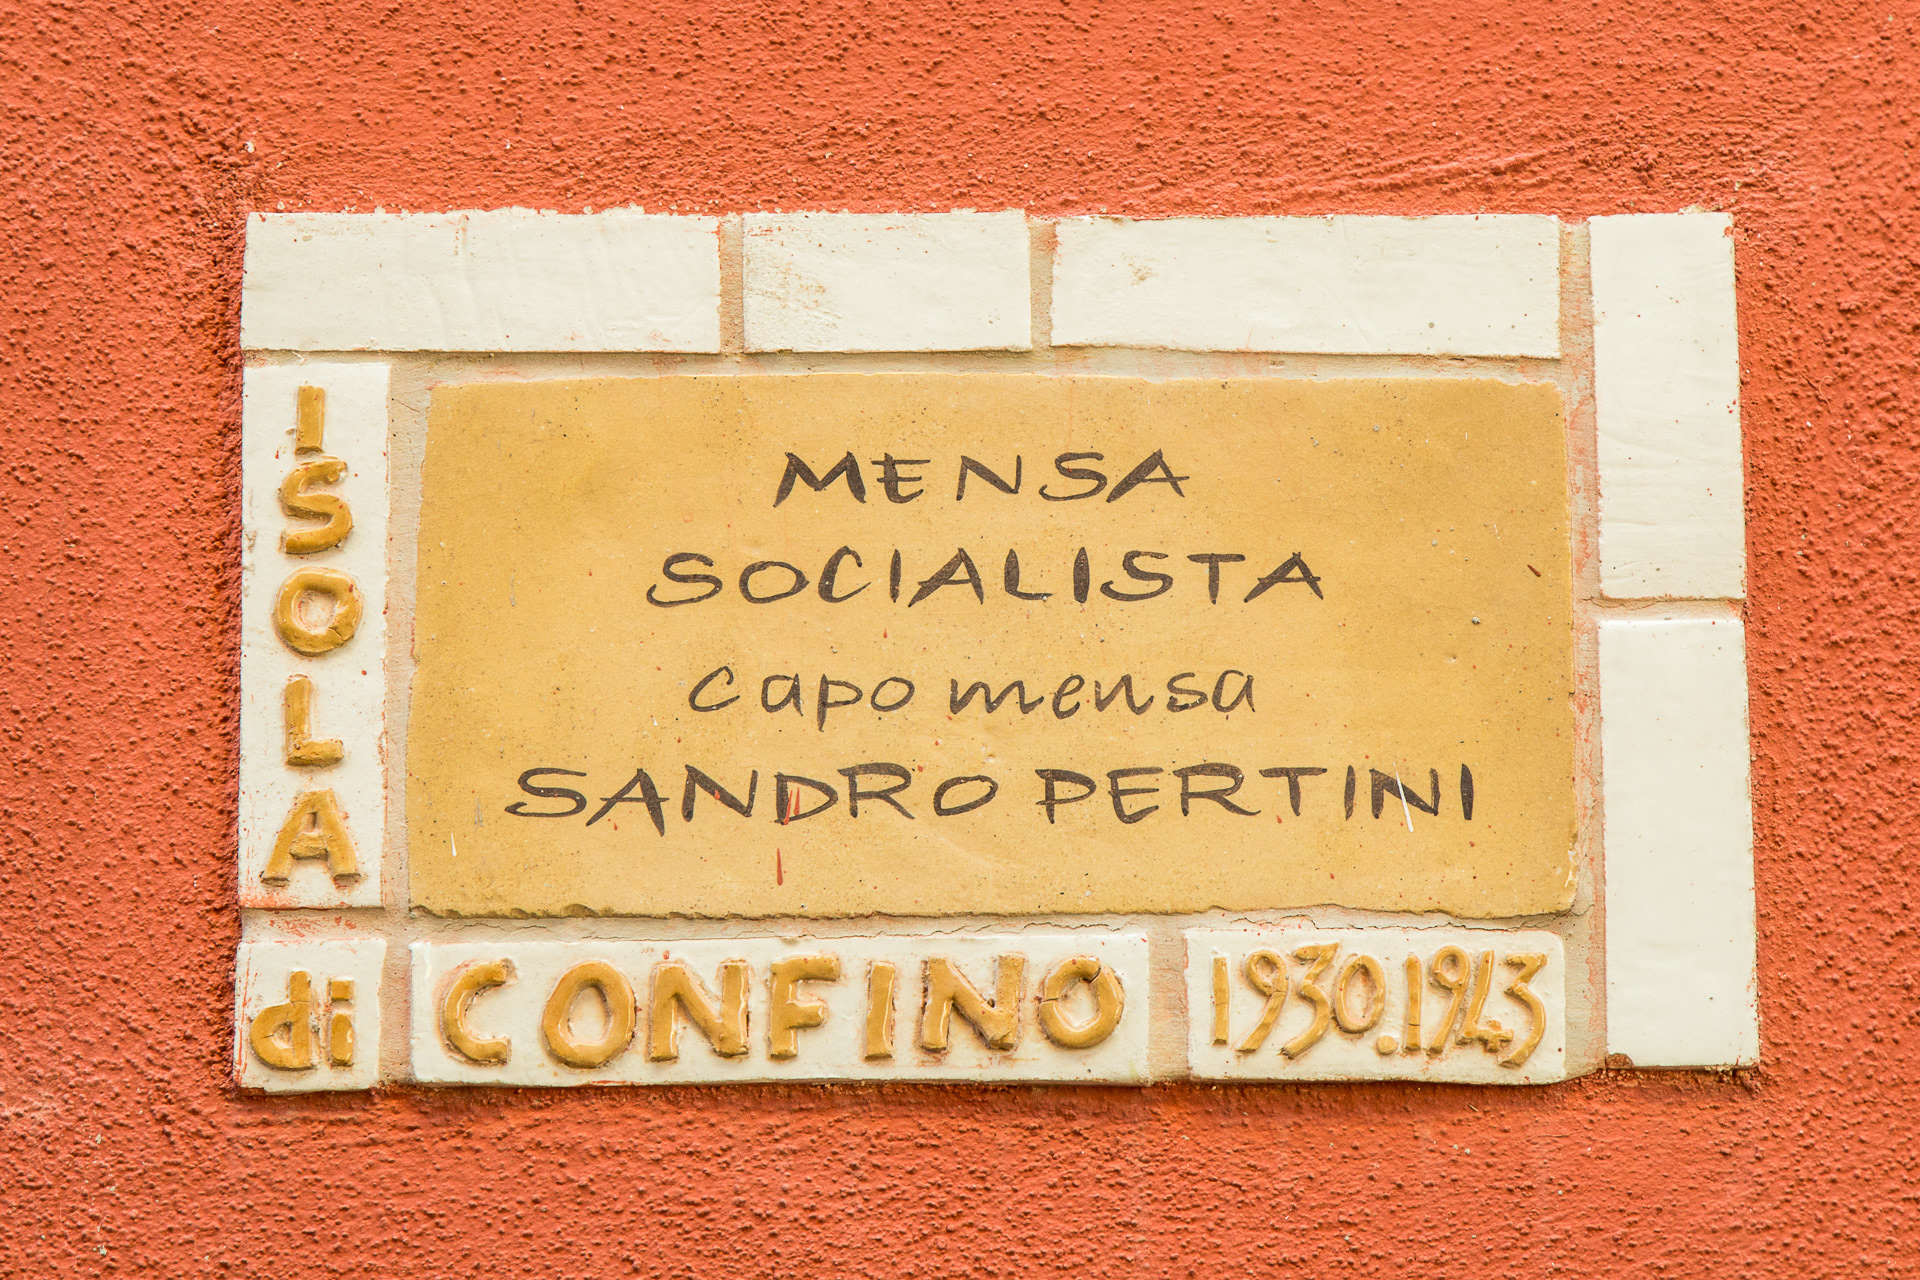 MENSA
SOCIALISTA
capo mensa
SANDRO PERTINI
ISOLA
di CONFINO 1930.1943